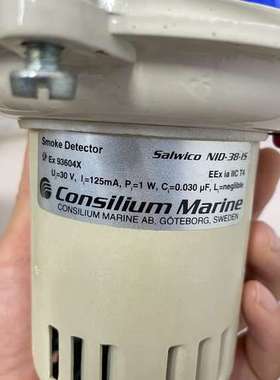 Smoke Detector Salwico NID-38-IS
Ex 93604X EEx ia IIC T4
Uᵢ=30 V, Iᵢ=125mA, Pᵢ=1 W, Cᵢ=0.030 µF, Lᵢ=neglible
Consilium Marine
CONSILIUM MARINE AB, GÖTEBORG, SWEDEN